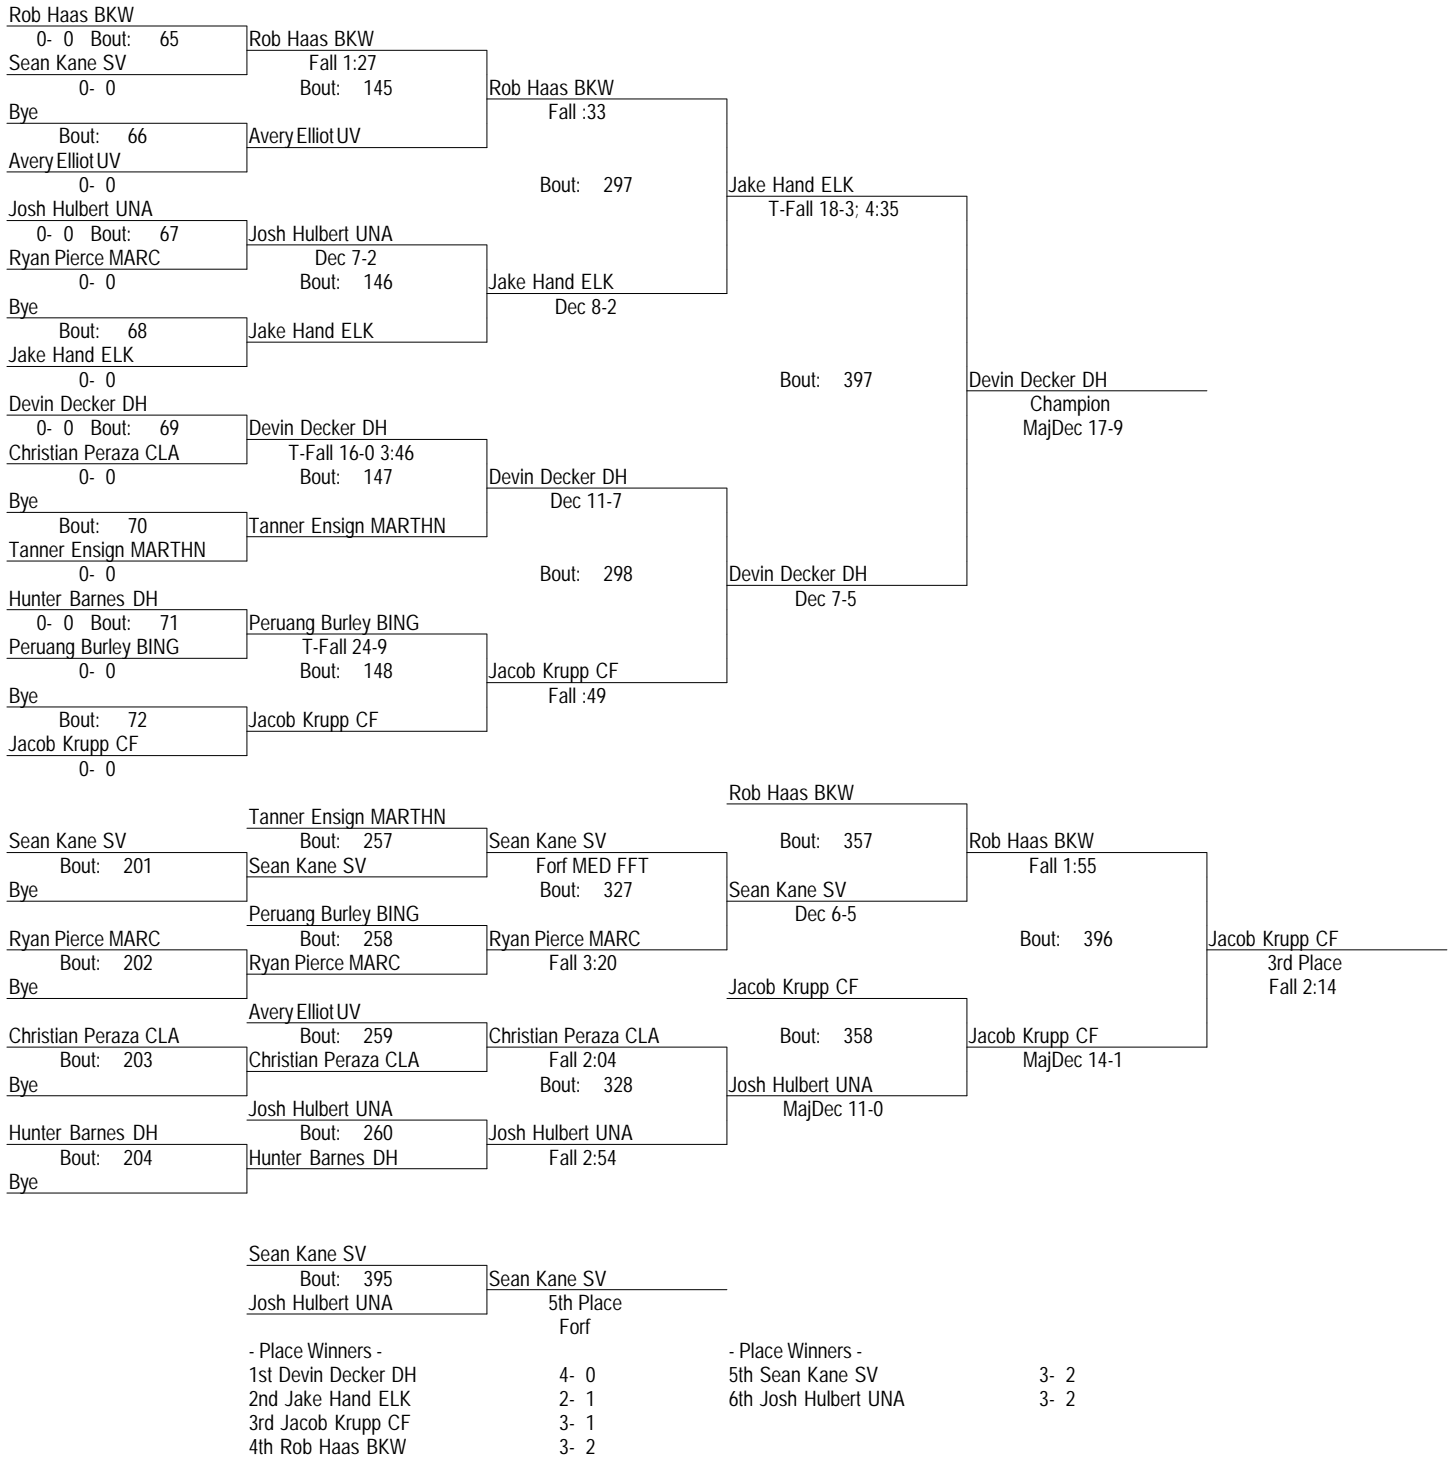 Rob Haas BKW
0- 0 Bout: 65 Rob Haas BKW
Sean Kane SV Fall 1:27
0- 0 Bout: 145 Rob Haas BKW
Bye Fall :33
Bout: 66 Avery Elliot UV
Avery Elliot UV
0- 0 Bout: 297 Jake Hand ELK
Josh Hulbert UNA T-Fall 18-3; 4:35
0- 0 Bout: 67 Josh Hulbert UNA
Ryan Pierce MARC Dec 7-2
0- 0 Bout: 146 Jake Hand ELK
Bye Dec 8-2
Bout: 68 Jake Hand ELK
Jake Hand ELK
0- 0 Bout: 397 Devin Decker DH
Devin Decker DH Champion
0- 0 Bout: 69 Devin Decker DH MajDec 17-9
Christian Peraza CLA T-Fall 16-0 3:46
0- 0 Bout: 147 Devin Decker DH
Bye Dec 11-7
Bout: 70 Tanner Ensign MARTHN
Tanner Ensign MARTHN
0- 0 Bout: 298 Devin Decker DH
Hunter Barnes DH Dec 7-5
0- 0 Bout: 71 Peruang Burley BING
Peruang Burley BING T-Fall 24-9
0- 0 Bout: 148 Jacob Krupp CF
Bye Fall :49
Bout: 72 Jacob Krupp CF
Jacob Krupp CF
0- 0
Rob Haas BKW
Tanner Ensign MARTHN
Sean Kane SV Bout: 257 Sean Kane SV Bout: 357 Rob Haas BKW
Bout: 201 Sean Kane SV Forf MED FFT Fall 1:55
Bye Bout: 327 Sean Kane SV
Peruang Burley BING Dec 6-5
Ryan Pierce MARC Bout: 258 Ryan Pierce MARC Bout: 396 Jacob Krupp CF
Bout: 202 Ryan Pierce MARC Fall 3:20 3rd Place
Bye Jacob Krupp CF Fall 2:14
Avery Elliot UV
Christian Peraza CLA Bout: 259 Christian Peraza CLA Bout: 358 Jacob Krupp CF
Bout: 203 Christian Peraza CLA Fall 2:04 MajDec 14-1
Bye Bout: 328 Josh Hulbert UNA
Josh Hulbert UNA MajDec 11-0
Hunter Barnes DH Bout: 260 Josh Hulbert UNA
Bout: 204 Hunter Barnes DH Fall 2:54
Bye
Sean Kane SV
Bout: 395 Sean Kane SV
Josh Hulbert UNA 5th Place
Forf
- Place Winners - - Place Winners -
1st Devin Decker DH 4- 0 5th Sean Kane SV 3- 2
2nd Jake Hand ELK 2- 1 6th Josh Hulbert UNA 3- 2
3rd Jacob Krupp CF 3- 1
4th Rob Haas BKW 3- 2